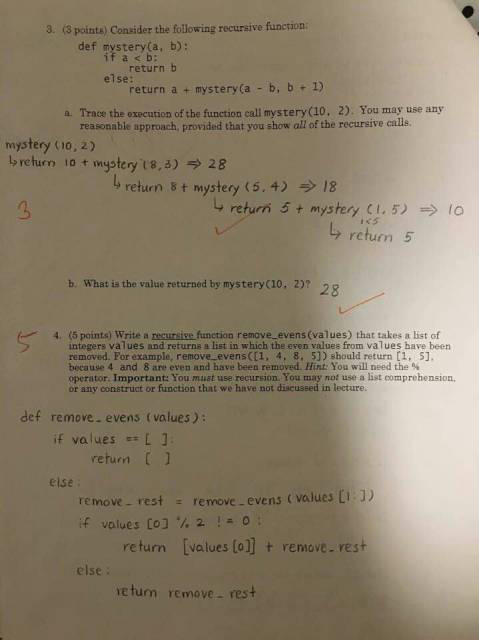 3. (3 points) Consider the following recursive function:
def mystery(a, b):
if a < b:
return b
else:
return a + mystery(a - b, b + 1)
a. Trace the execution of the function call mystery(10, 2). You may use any
reasonable approach, provided that you show all of the recursive calls.
mystery (10, 2)
↳ return 10 + mystery (8, 3) ⇒ 28
↳ return 8 + mystery (5, 4) ⇒ 18
3
↳ return 5 + mystery (1, 5) ⇒ 10
1<5
↳ return 5
b. What is the value returned by mystery(10, 2)? 28
5
4. (5 points) Write a recursive function remove_evens(values) that takes a list of
integers values and returns a list in which the even values from values have been
removed. For example, remove_evens([1, 4, 8, 5]) should return [1, 5],
because 4 and 8 are even and have been removed. Hint: You will need the %
operator. Important: You must use recursion. You may not use a list comprehension,
or any construct or function that we have not discussed in lecture.
def remove_evens (values):
if values == [ ]:
return [ ]
else:
remove_rest = remove_evens (values [1:])
if values [0] % 2 != 0 :
return [values [0]] + remove_rest
else:
return remove_rest